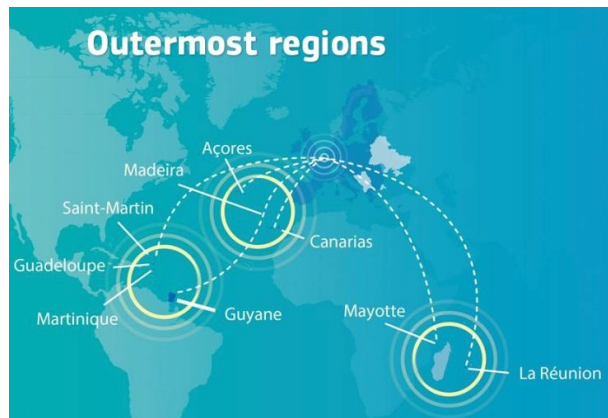 Outermost regions
Açores
Madeira
Saint-Martin
Canarias
Guadeloupe
Martinique
Guyane
Mayotte
La Réunion